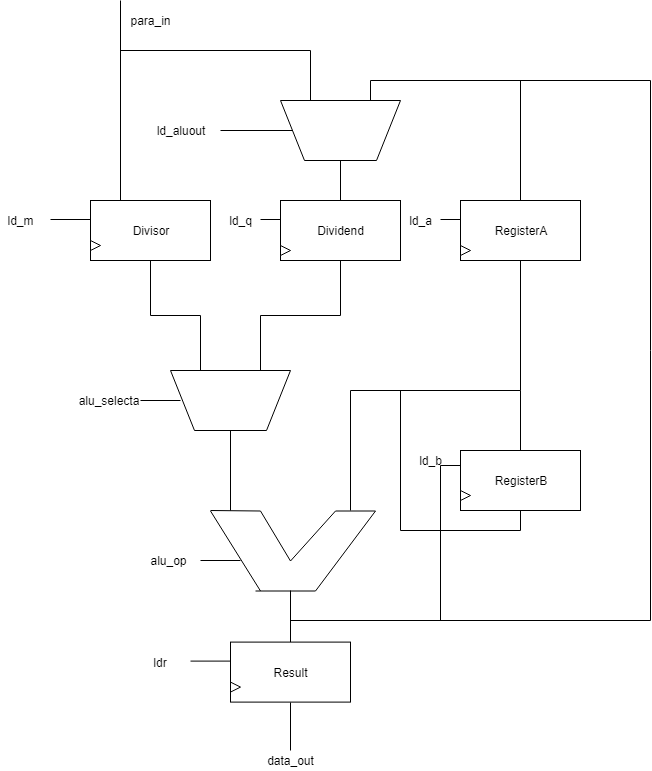 para_in
ld_aluout
ld_m
Divisor
ld_q
Dividend
ld_a
RegisterA
alu_selecta
ld_b
RegisterB
alu_op
ldr
Result
data_out